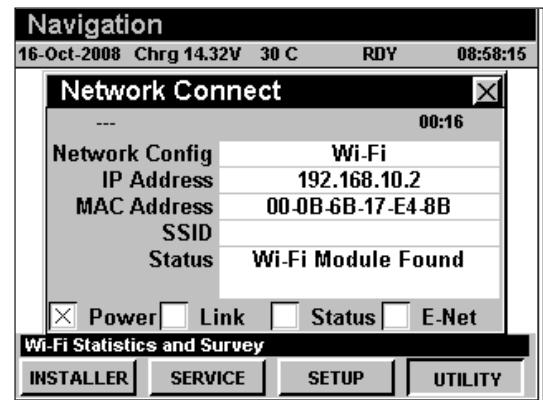 Navigation
16-Oct-2008 Chrg 14.32V 30 C RDY 08:58:15
Network Connect
--- 00:16
Network Config Wi-Fi
IP Address 192.168.10.2
MAC Address 00-0B-6B-17-E4-8B
SSID
Status Wi-Fi Module Found
Power Link Status E-Net
Wi-Fi Statistics and Survey
INSTALLER SERVICE SETUP UTILITY